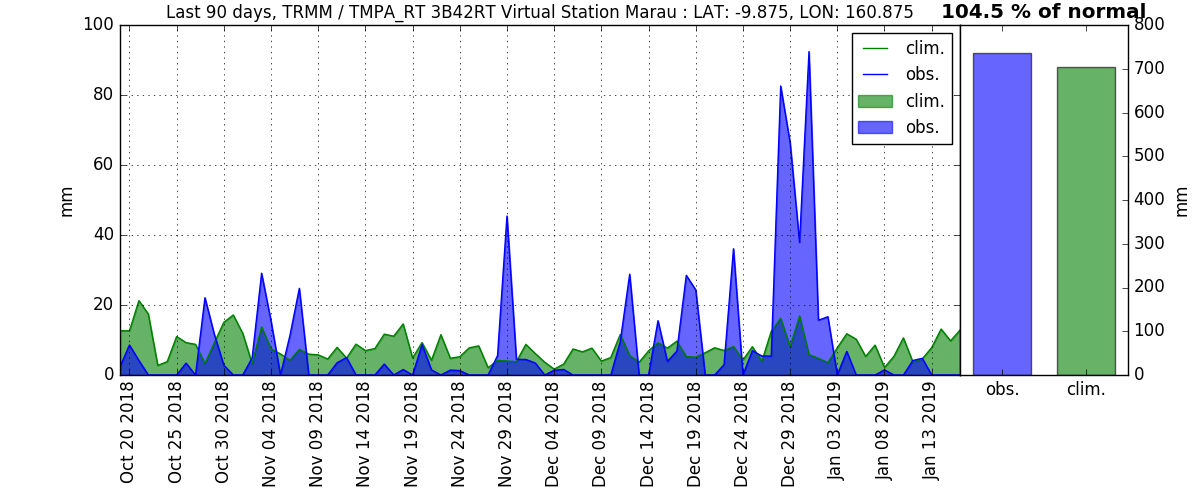 Last 90 days, TRMM / TMPA_RT 3B42RT Virtual Station Marau : LAT: -9.875, LON: 160.875
104.5 % of normal
100
80
60
40
20
0
mm
clim.
obs.
clim.
obs.
800
700
600
500
400
300
200
100
0
mm
obs.
clim.
Oct 20 2018
Oct 25 2018
Oct 30 2018
Nov 04 2018
Nov 09 2018
Nov 14 2018
Nov 19 2018
Nov 24 2018
Nov 29 2018
Dec 04 2018
Dec 09 2018
Dec 14 2018
Dec 19 2018
Dec 24 2018
Dec 29 2018
Jan 03 2019
Jan 08 2019
Jan 13 2019